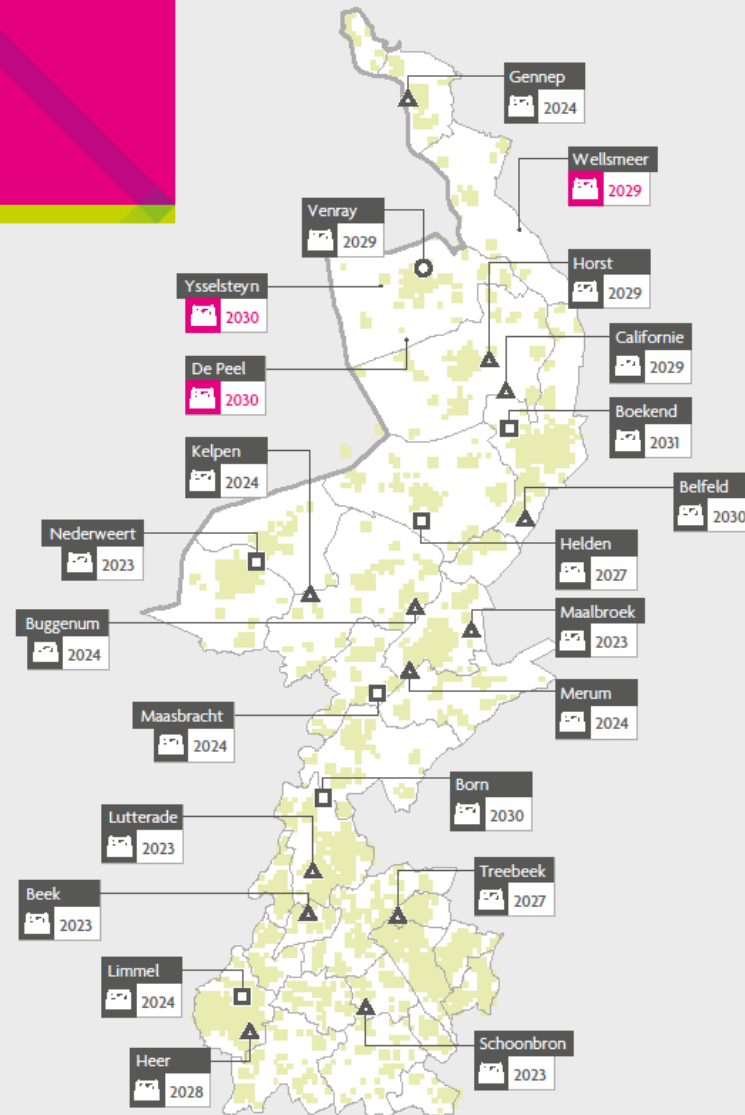 Gennep
2024
Wellsmeer
2029
Venray
2029
Horst
2029
Ysselsteyn
2030
Californie
2029
De Peel
2030
Boekend
2031
Kelpen
2024
Belfeld
2030
Nederweert
2023
Helden
2027
Buggenum
2024
Maalbroek
2023
Merum
2024
Maasbracht
2024
Born
2030
Lutterade
2023
Treebeek
2027
Beek
2023
Limmel
2024
Schoonbron
2023
Heer
2028